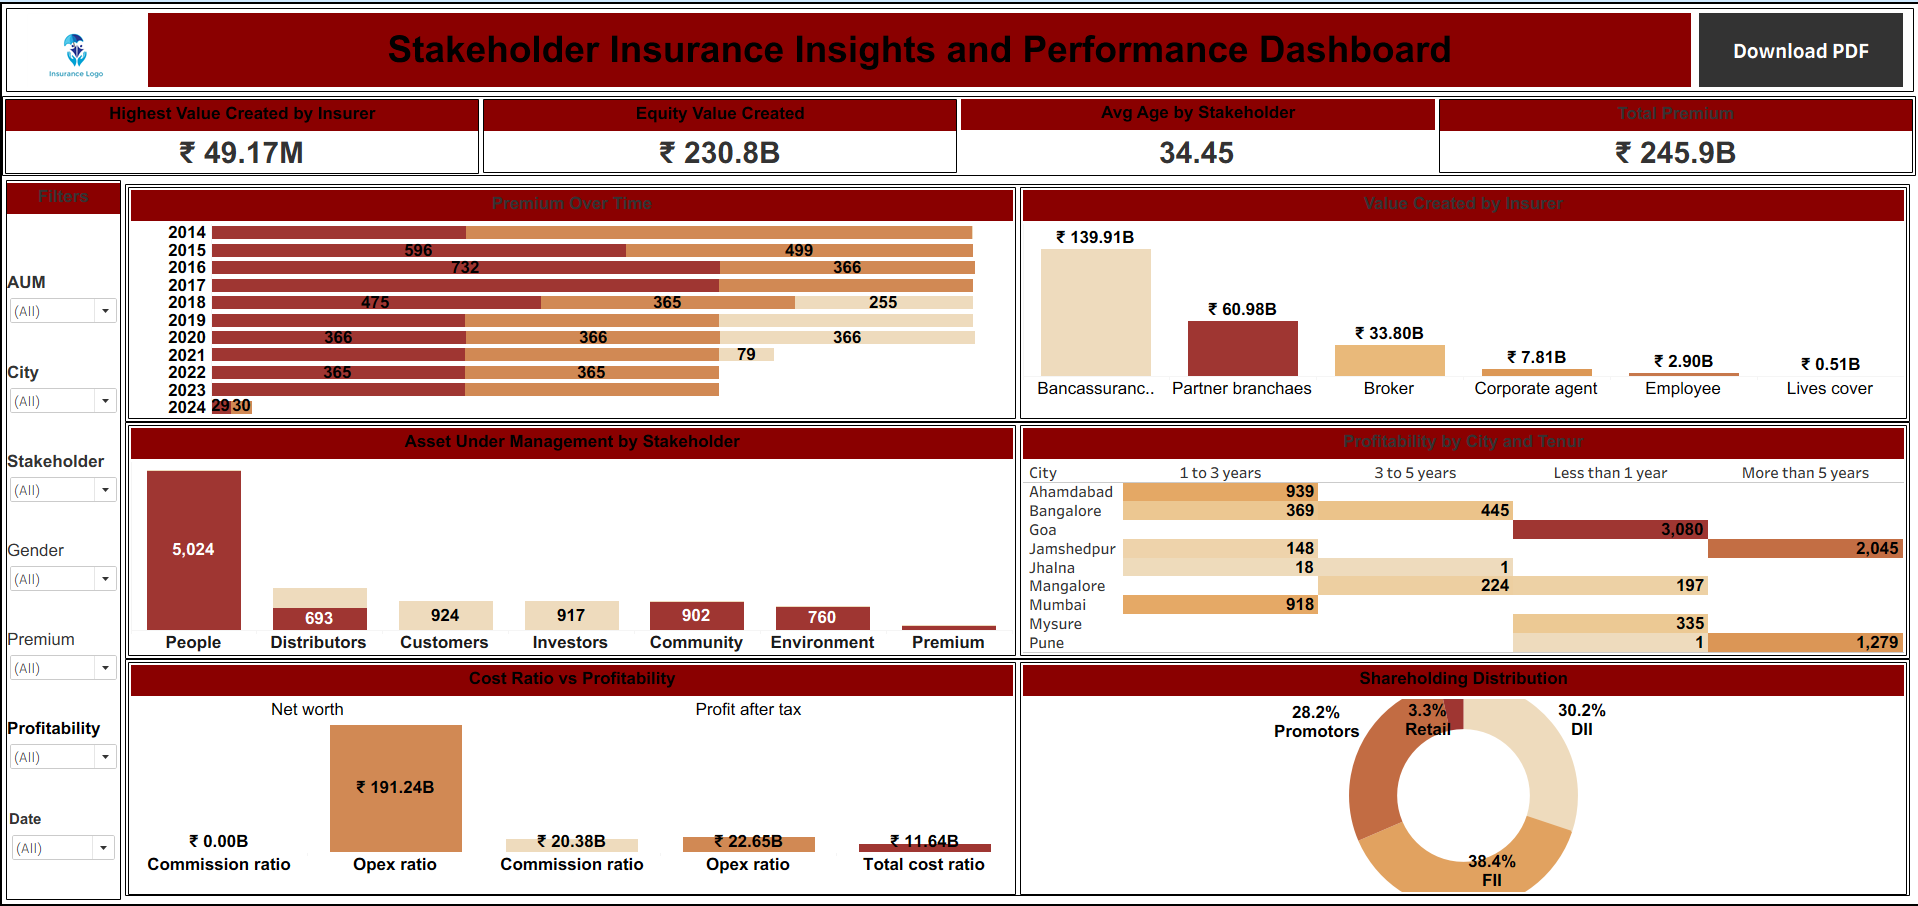 Insurance Logo
Stakeholder Insurance Insights and Performance Dashboard
Download PDF
Highest Value Created by Insurer
₹ 49.17M
Equity Value Created
₹ 230.8B
Avg Age by Stakeholder
34.45
Total Premium
₹ 245.9B
Filters
AUM
(All)
City
(All)
Stakeholder
(All)
Gender
(All)
Premium
(All)
Profitability
(All)
Date
(All)
Premium Over Time
2014
2015 596 499
2016 732 366
2017
2018 475 365 255
2019
2020 366 366 366
2021 79
2022 365 365
2023
2024 29 30
Value Created by Insurer
₹ 139.91B
₹ 60.98B
₹ 33.80B
₹ 7.81B
₹ 2.90B
₹ 0.51B
Bancassuranc.. Partner branchaes Broker Corporate agent Employee Lives cover
Asset Under Management by Stakeholder
5,024
693 924 917 902 760
People Distributors Customers Investors Community Environment Premium
Profitability by City and Tenur
City 1 to 3 years 3 to 5 years Less than 1 year More than 5 years
Ahamdabad 939
Bangalore 369 445
Goa 3,080
Jamshedpur 148 2,045
Jhalna 18 1
Mangalore 224 197
Mumbai 918
Mysure 335
Pune 1 1,279
Cost Ratio vs Profitability
Net worth Profit after tax
₹ 191.24B
₹ 0.00B ₹ 20.38B ₹ 22.65B ₹ 11.64B
Commission ratio Opex ratio Commission ratio Opex ratio Total cost ratio
Shareholding Distribution
28.2%
Promotors
3.3%
Retail
30.2%
DII
38.4%
FII